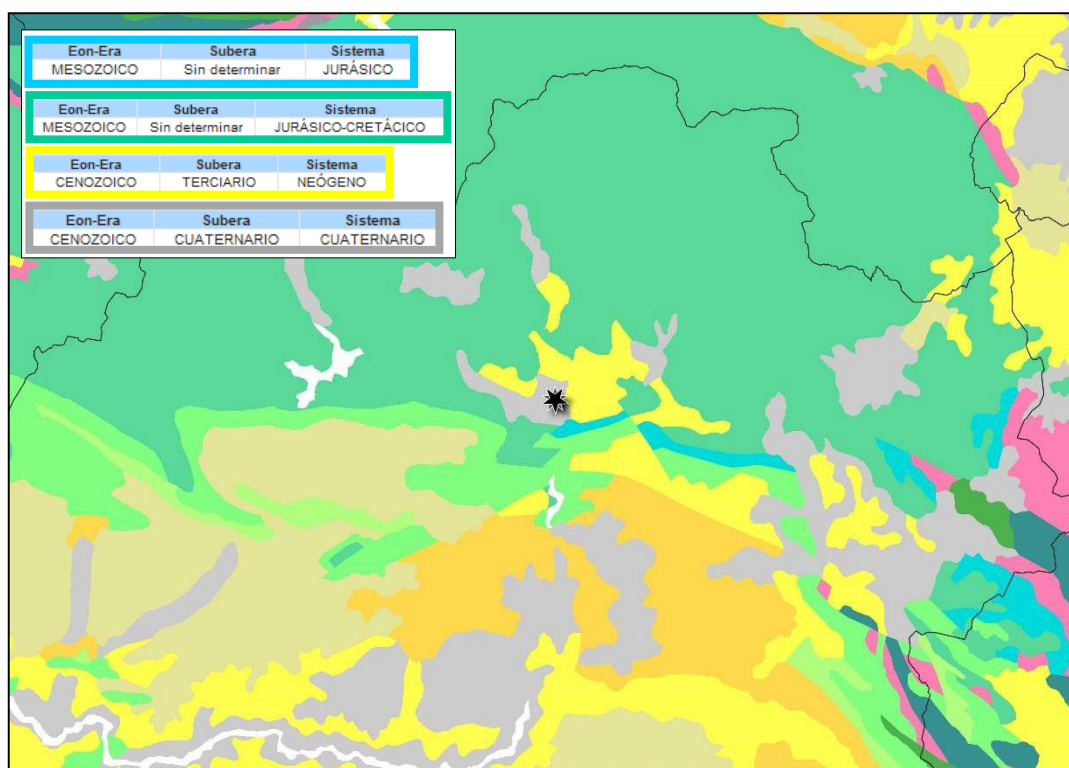 Eon-Era Subera Sistema
MESOZOICO Sin determinar JURÁSICO
Eon-Era Subera Sistema
MESOZOICO Sin determinar JURÁSICO-CRETÁCICO
Eon-Era Subera Sistema
CENOZOICO TERCIARIO NEÓGENO
Eon-Era Subera Sistema
CENOZOICO CUATERNARIO CUATERNARIO